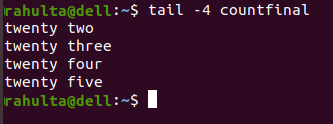 rahulta@dell:~$ tail -4 countfinal
twenty two
twenty three
twenty four
twenty five
rahulta@dell:~$